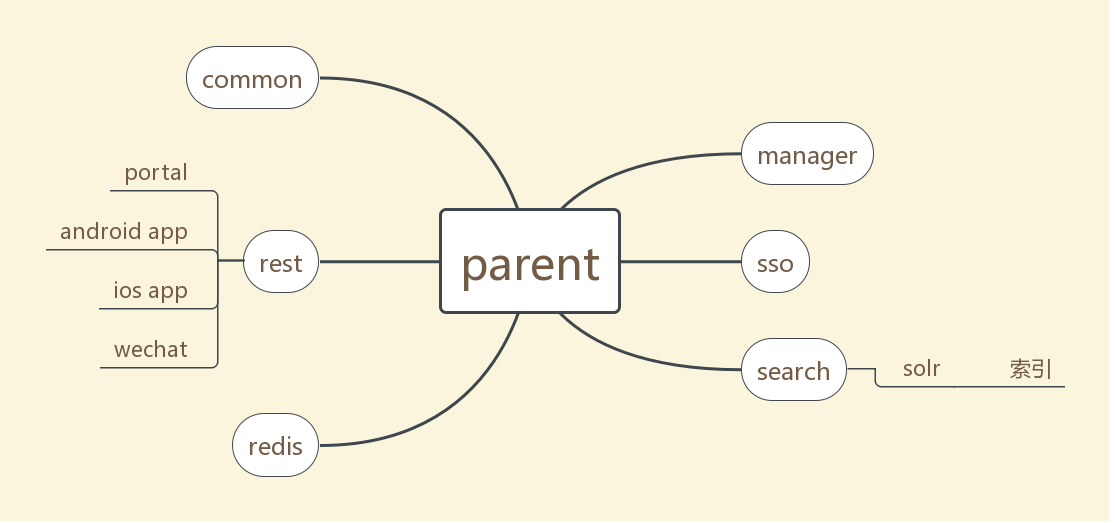 common
manager
portal
android app
rest
parent
sso
ios app
wechat
search
solr
索引
redis